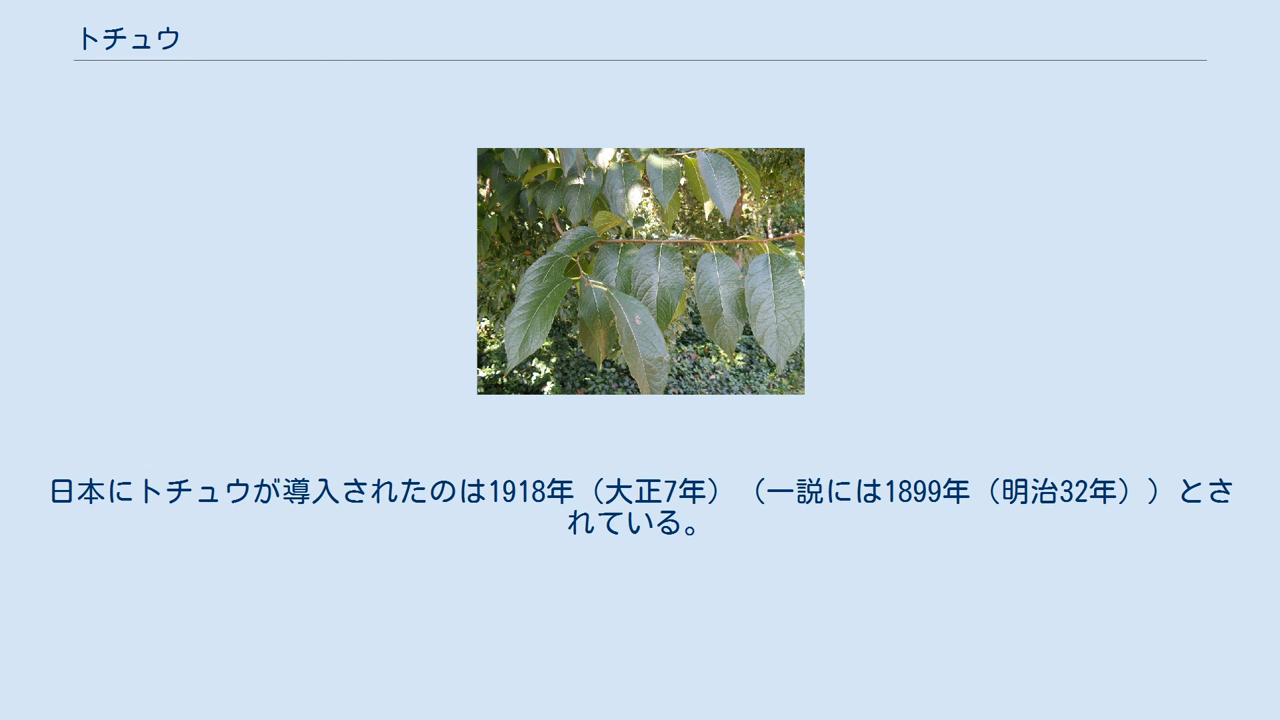 トチュウ
日本にトチュウが導入されたのは1918年（大正7年）（一説には1899年（明治32年））とさ
れている。